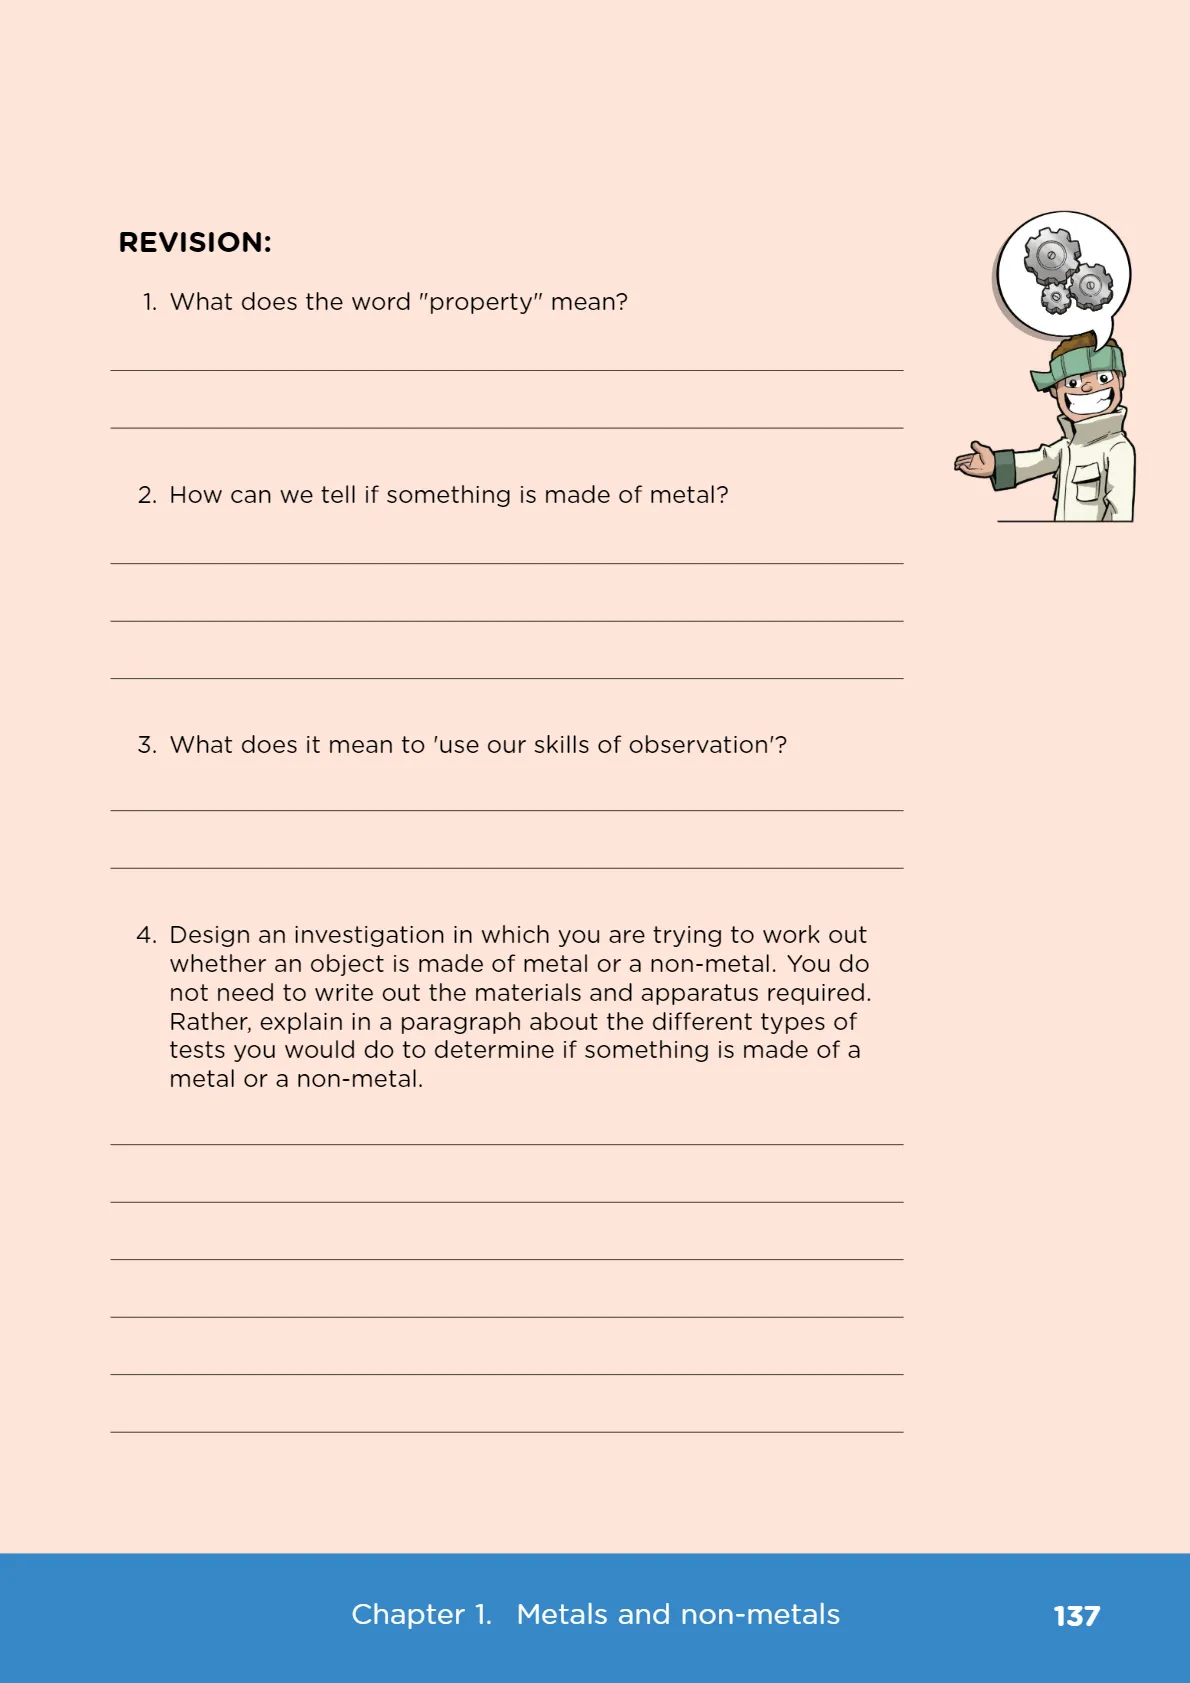 REVISION:
1. What does the word "property" mean?
2. How can we tell if something is made of metal?
3. What does it mean to 'use our skills of observation'?
4. Design an investigation in which you are trying to work out
whether an object is made of metal or a non-metal. You do
not need to write out the materials and apparatus required.
Rather, explain in a paragraph about the different types of
tests you would do to determine if something is made of a
metal or a non-metal.
Chapter 1. Metals and non-metals
137